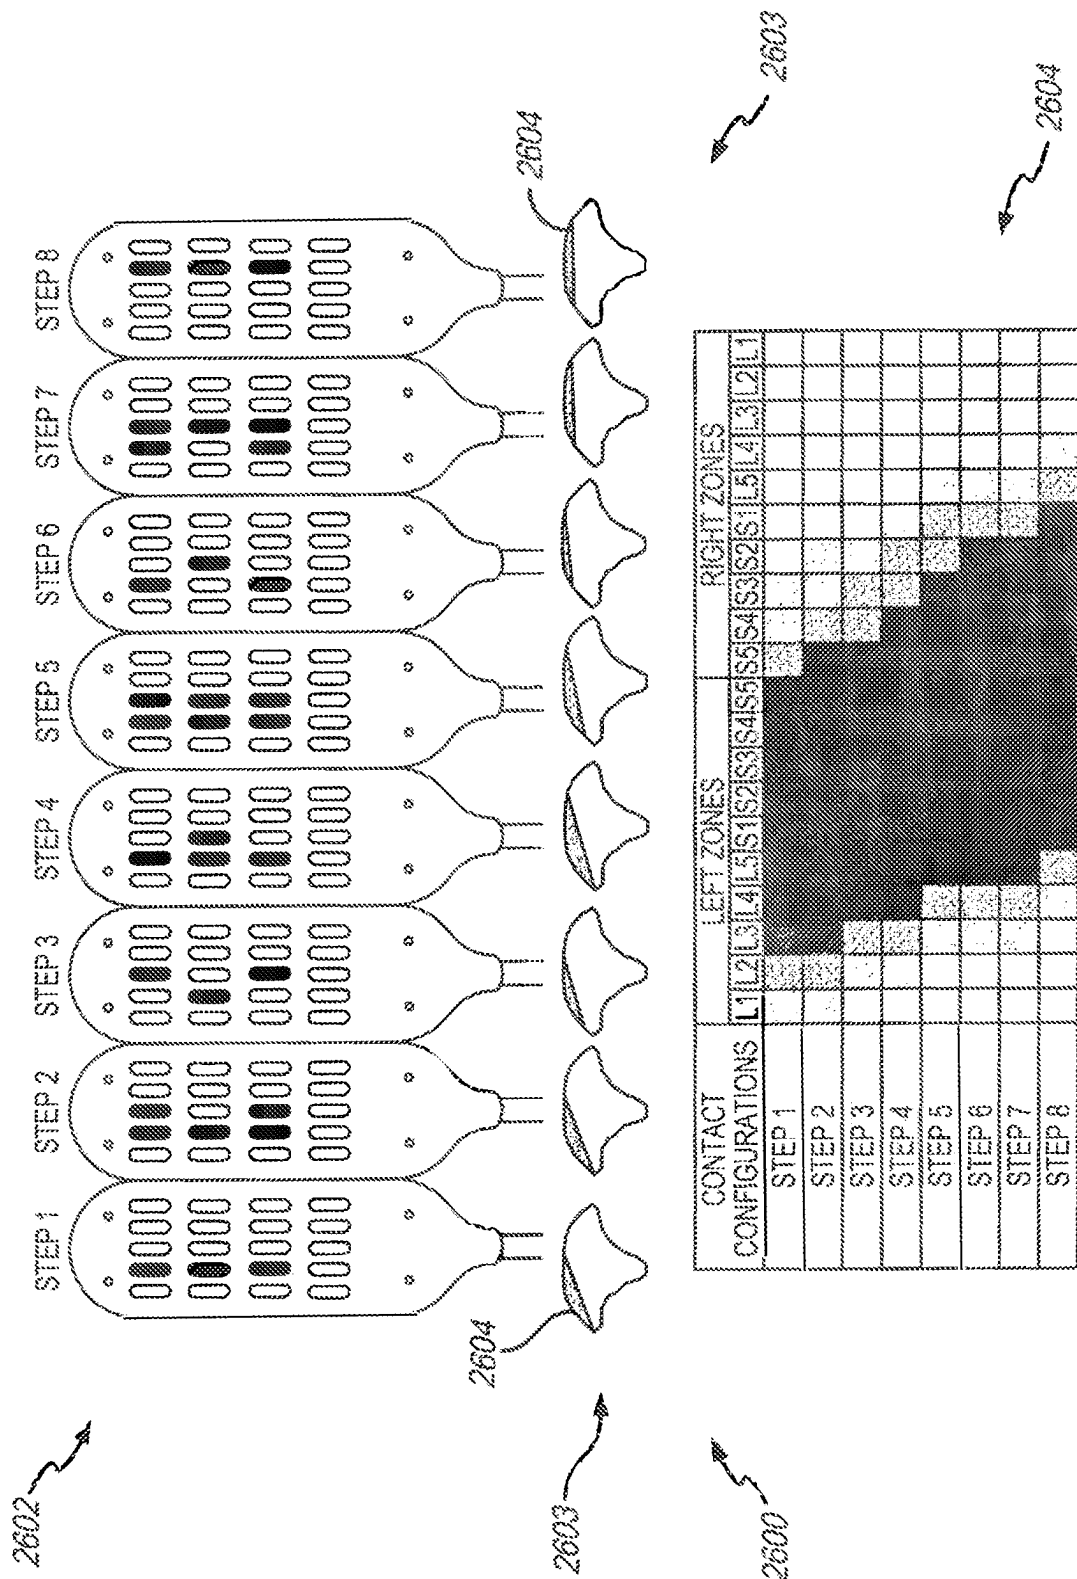 2602
STEP 1 STEP 2 STEP 3 STEP 4 STEP 5 STEP 6 STEP 7 STEP 8
2604 2604
2603
2600 2603
CONTACT CONFIGURATIONS LEFT ZONES RIGHT ZONES
L1 L2 L3 L4 L5 S1 S2 S3 S4 S5 S5 S4 S3 S2 S1 L5 L4 L3 L2 L1
STEP 1
STEP 2
STEP 3
STEP 4
STEP 5
STEP 6
STEP 7
STEP 8
2604